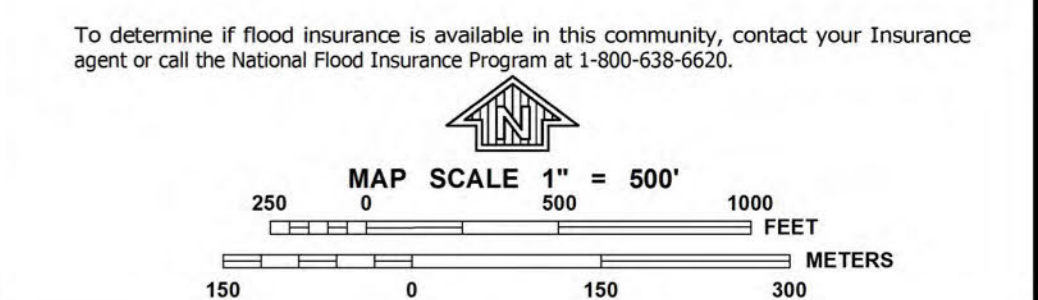 To determine if flood insurance is available in this community, contact your Insurance
agent or call the National Flood Insurance Program at 1-800-638-6620.
N
MAP SCALE 1" = 500'
250 0 500 1000
FEET
METERS
150 0 150 300